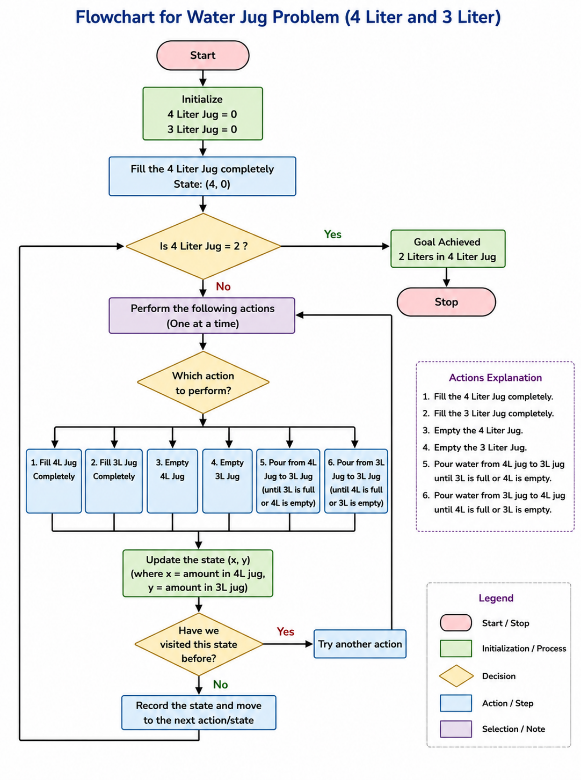 Flowchart for Water Jug Problem (4 Liter and 3 Liter)
Start
Initialize
4 Liter Jug = 0
3 Liter Jug = 0
Fill the 4 Liter Jug completely
State: (4, 0)
Is 4 Liter Jug = 2 ?
Yes
Goal Achieved
2 Liters in 4 Liter Jug
Stop
No
Perform the following actions
(One at a time)
Which action
to perform?
1. Fill 4L Jug
Completely
2. Fill 3L Jug
Completely
3. Empty
4L Jug
4. Empty
3L Jug
5. Pour from 4L
Jug to 3L Jug
(until 3L is full
or 4L is empty)
6. Pour from 3L
Jug to 3L Jug
(until 4L is full
or 3L is empty)
Update the state (x, y)
(where x = amount in 4L jug,
y = amount in 3L jug)
Have we
visited this state
before?
Yes
Try another action
No
Record the state and move
to the next action/state
Actions Explanation
1. Fill the 4 Liter Jug completely.
2. Fill the 3 Liter Jug completely.
3. Empty the 4 Liter Jug.
4. Empty the 3 Liter Jug.
5. Pour water from 4L jug to 3L jug
until 3L is full or 4L is empty.
6. Pour water from 3L jug to 4L jug
until 4L is full or 3L is empty.
Legend
Start / Stop
Initialization / Process
Decision
Action / Step
Selection / Note